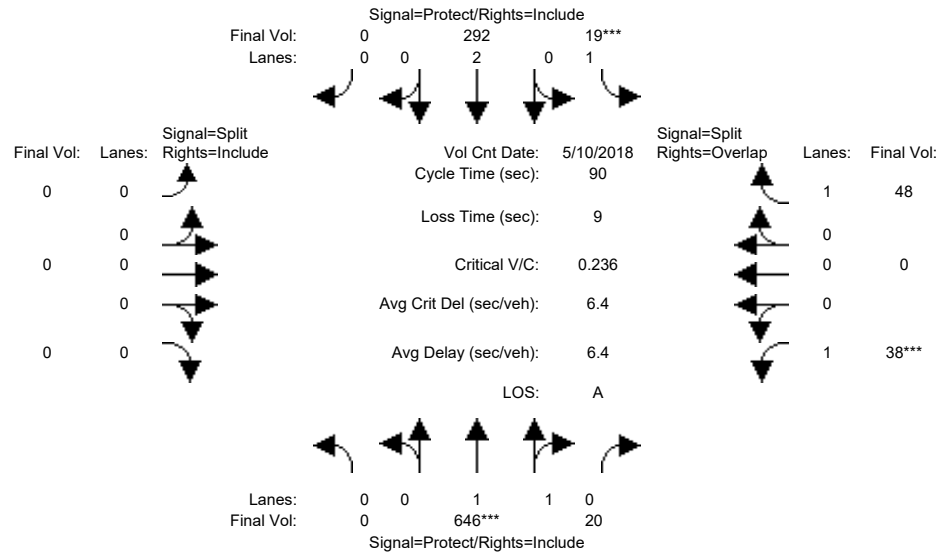 Signal=Protect/Rights=Include
Final Vol: 0 292 19***
Lanes: 0 0 2 0 1
Signal=Split
Final Vol: Lanes: Rights=Include
Vol Cnt Date: 5/10/2018
Signal=Split
Rights=Overlap Lanes: Final Vol:
Cycle Time (sec): 90
0 0
1 48
Loss Time (sec): 9
0
0
0 0
Critical V/C: 0.236
0 0
0
Avg Crit Del (sec/veh): 6.4
0
0 0
Avg Delay (sec/veh): 6.4
1 38***
LOS: A
Lanes: 0 0 1 1 0
Final Vol: 0 646*** 20
Signal=Protect/Rights=Include